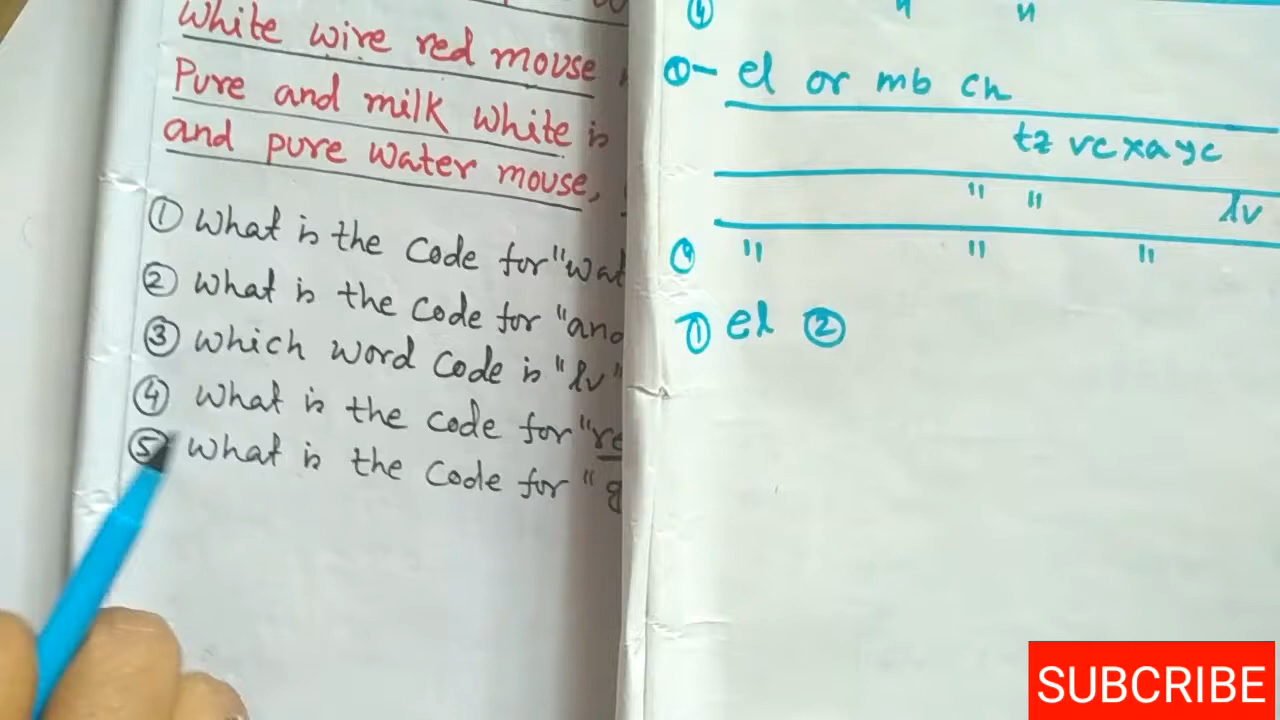 White wire red mouse
Pure and milk white is
and pure water mouse,
① What is the Code for "wat
② What is the Code for "and
③ Which word Code is "lv"
④ What is the code for "re
⑤ What is the Code for "g
④ " "
①- el or mb ch
tz vc xa yc
" " lv
④ " " "
① el ②
SUBCRIBE